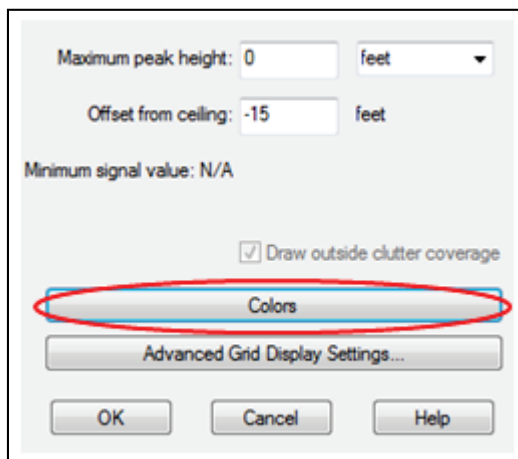 Maximum peak height: 0 feet
Offset from ceiling: -15 feet
Minimum signal value: N/A
Draw outside clutter coverage
Colors
Advanced Grid Display Settings...
OK Cancel Help